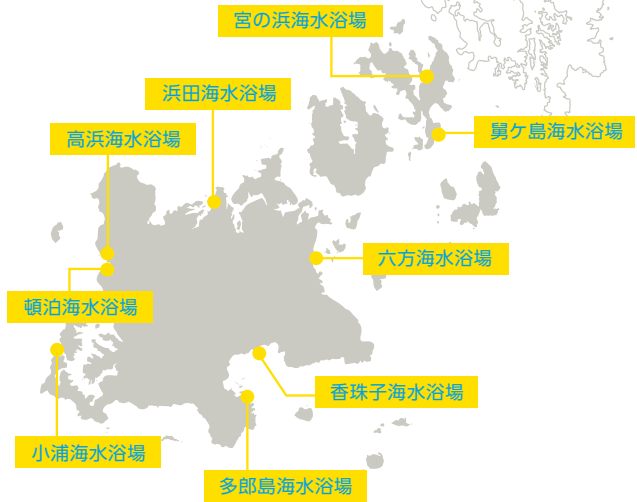 宮の浜海水浴場
浜田海水浴場
舅ケ島海水浴場
高浜海水浴場
六方海水浴場
頓泊海水浴場
香珠子海水浴場
小浦海水浴場
多郎島海水浴場